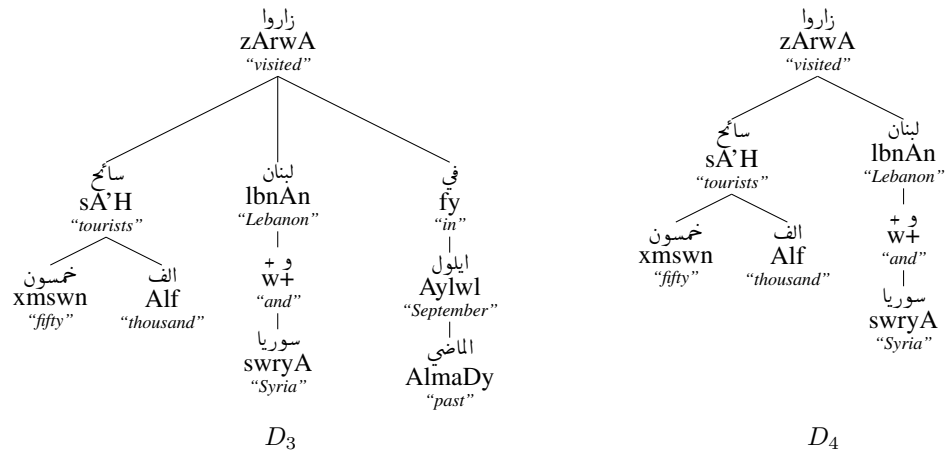 زاروا
zArwA
“visited”
سائح
sA’H
“tourists”
لبنان
lbnAn
“Lebanon”
في
fy
“in”
خمسون
xmswn
“fifty”
الف
Alf
“thousand”
و +
w+
“and”
ايلول
Aylwl
“September”
سوريا
swryA
“Syria”
الماضي
AlmaDy
“past”
D3
زاروا
zArwA
“visited”
سائح
sA’H
“tourists”
لبنان
lbnAn
“Lebanon”
خمسون
xmswn
“fifty”
الف
Alf
“thousand”
و +
w+
“and”
سوريا
swryA
“Syria”
D4